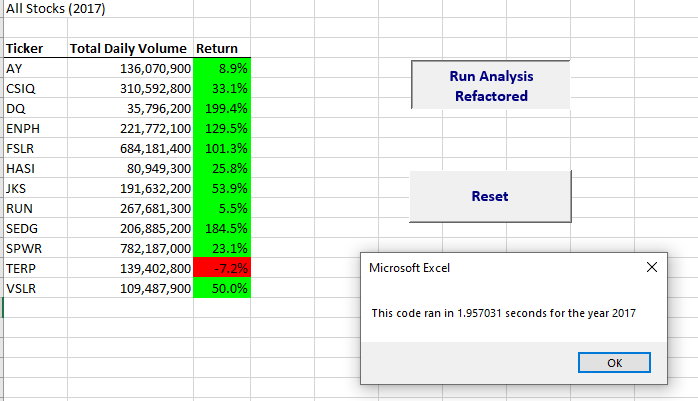 All Stocks (2017)
Ticker Total Daily Volume Return
AY 136,070,900 8.9%
CSIQ 310,592,800 33.1%
DQ 35,796,200 199.4%
ENPH 221,772,100 129.5%
FSLR 684,181,400 101.3%
HASI 80,949,300 25.8%
JKS 191,632,200 53.9%
RUN 267,681,300 5.5%
SEDG 206,885,200 184.5%
SPWR 782,187,000 23.1%
TERP 139,402,800 -7.2%
VSLR 109,487,900 50.0%
Run Analysis
Refactored
Reset
Microsoft Excel
This code ran in 1.957031 seconds for the year 2017
OK